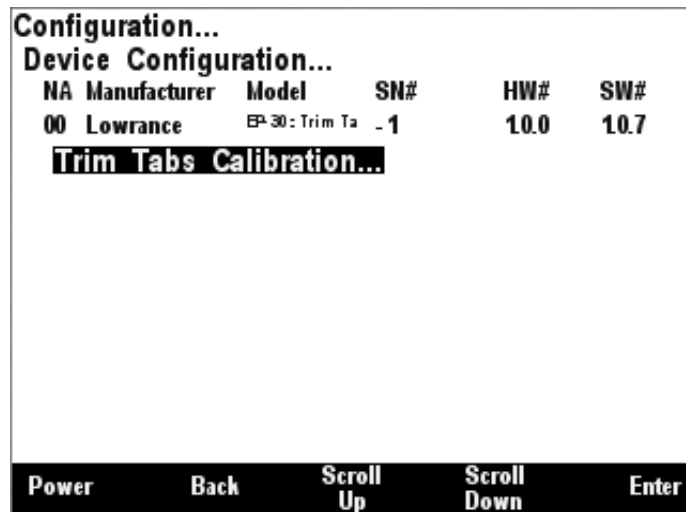 Configuration...
Device Configuration...
NA Manufacturer Model SN# HW# SW#
00 Lowrance EP-30: Trim Ta -1 1.0.0 1.0.7
Trim Tabs Calibration...
Power Back Scroll Up Scroll Down Enter